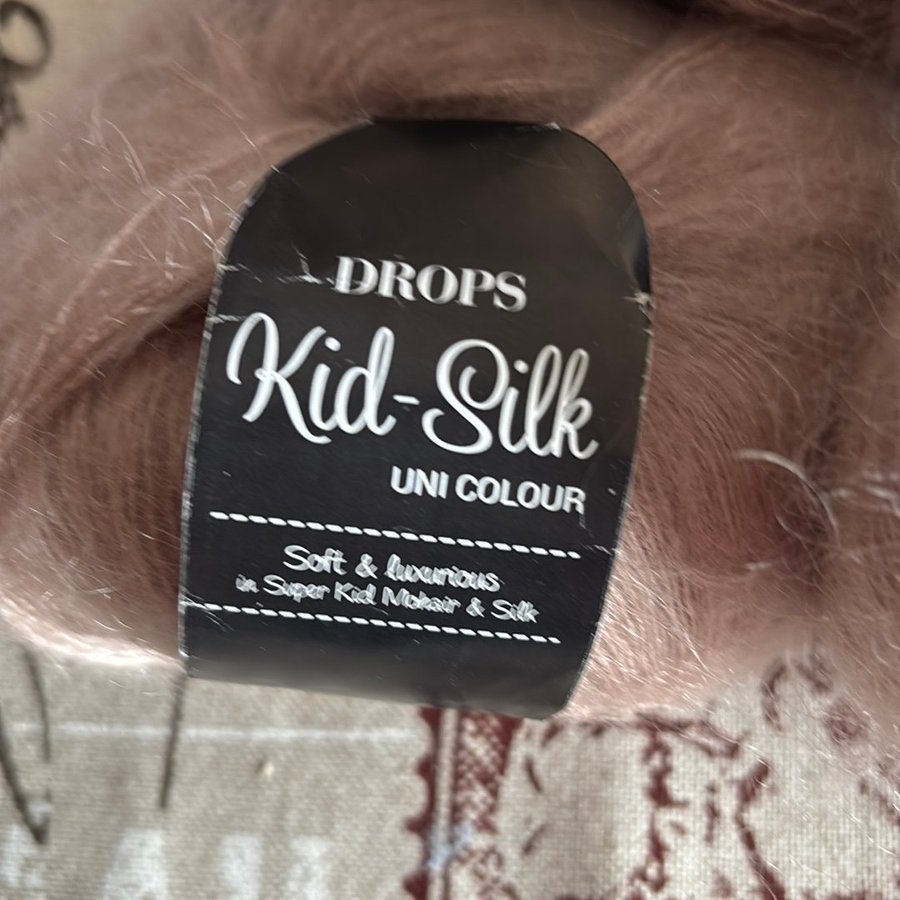 DROPS
Kid-Silk
UNI COLOUR
Soft & luxurious
in Super Kid Mohair & Silk